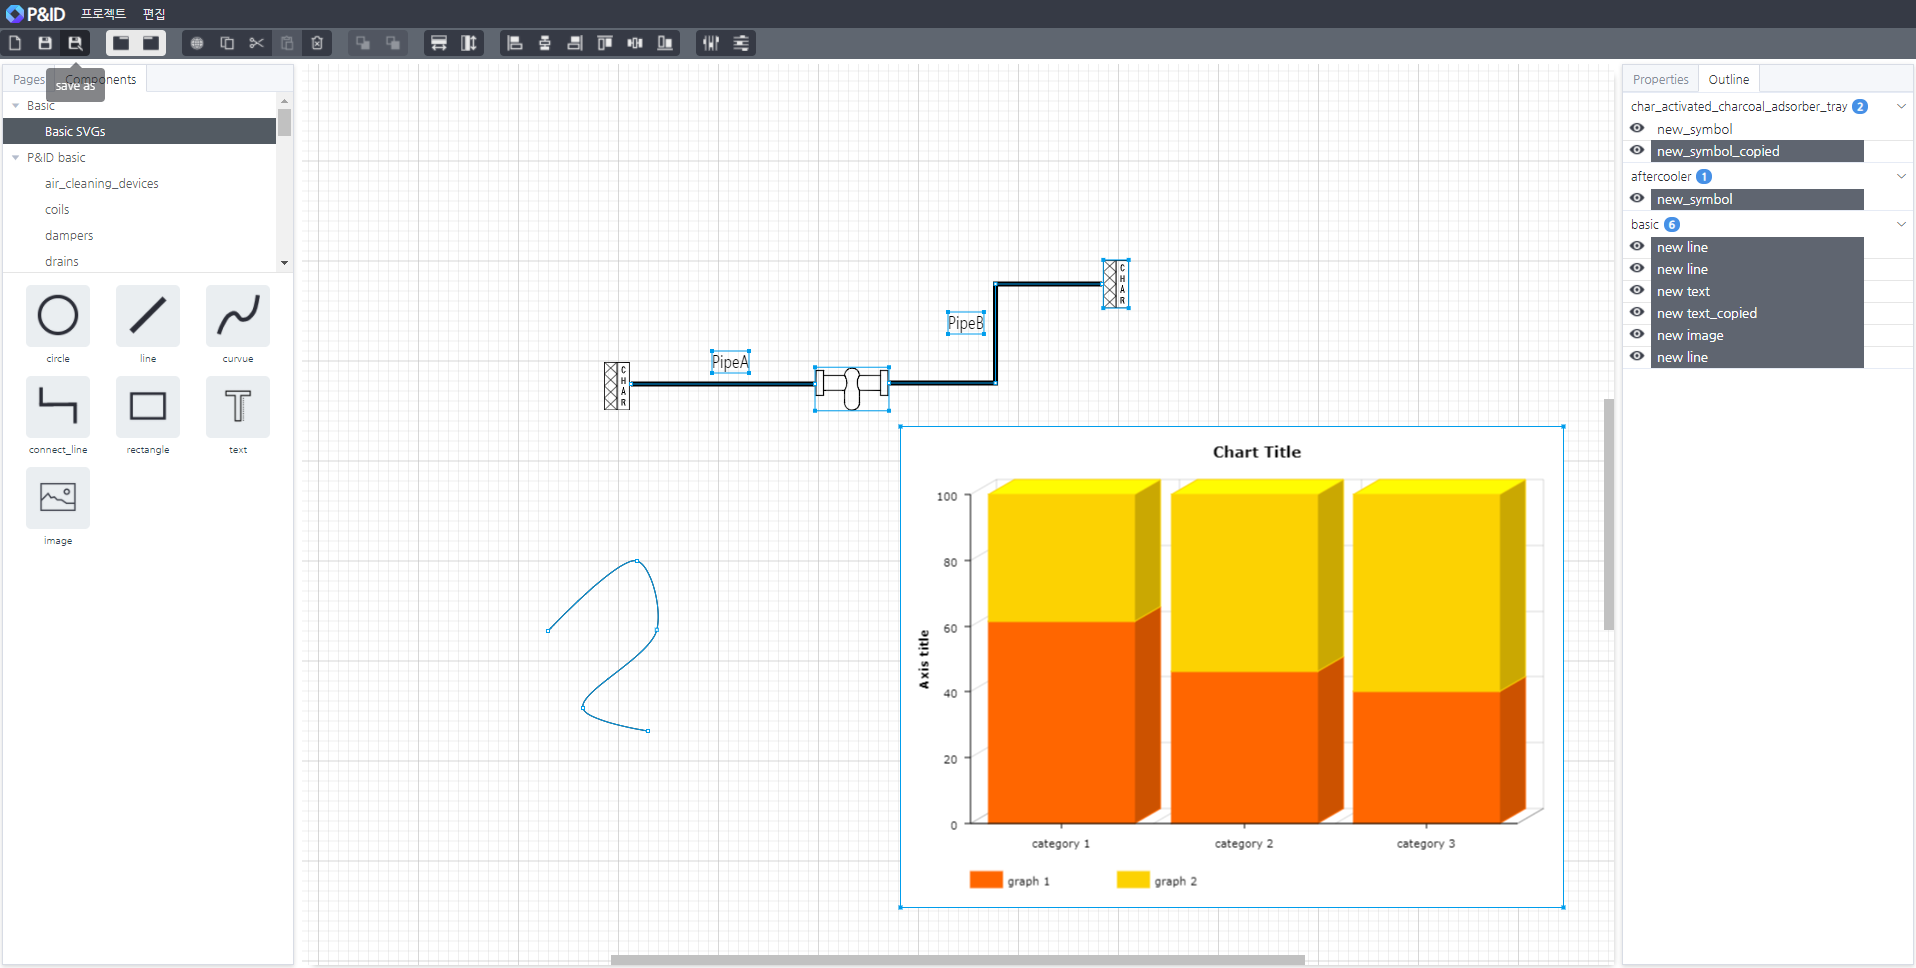 P&ID 프로젝트 편집
Pages Components
save as
Basic
Basic SVGs
P&ID basic
air_cleaning_devices
coils
dampers
drains
circle
line
curvue
connect_line
rectangle
text
image
CHAR
PipeB
PipeA
CHAR
Chart Title
100
80
60
40
20
0
Axis title
category 1
category 2
category 3
graph 1
graph 2
Properties
Outline
char_activated_charcoal_adsorber_tray 2
new_symbol
new_symbol_copied
aftercooler 1
new_symbol
basic 6
new line
new line
new text
new text_copied
new image
new line